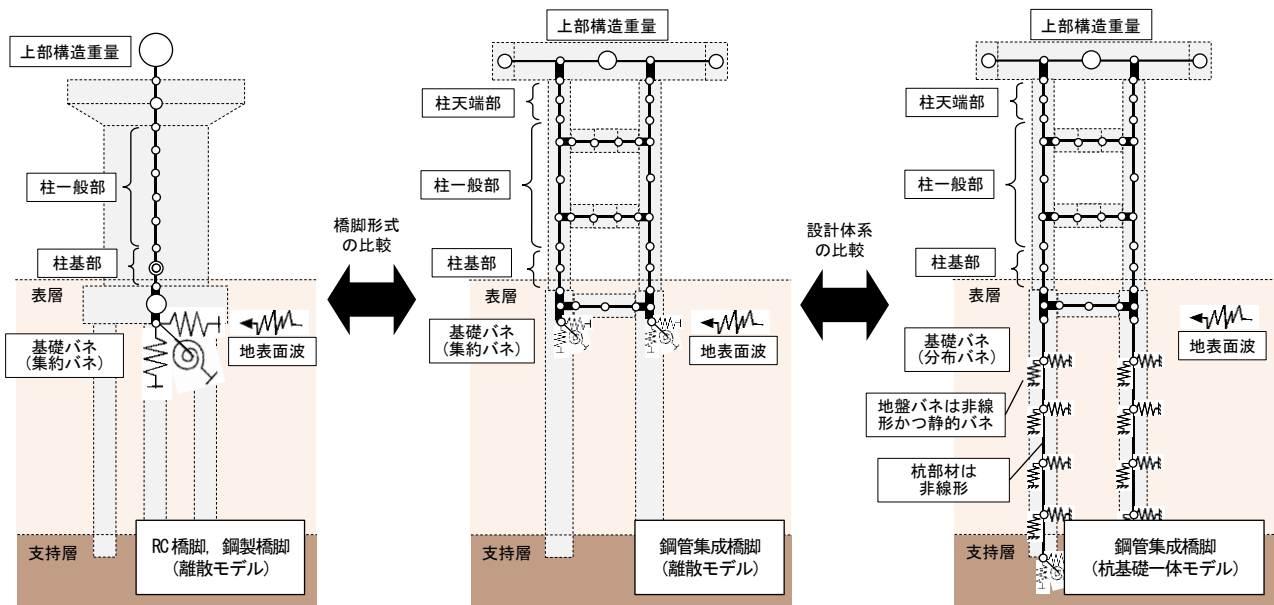 上部構造重量
柱一般部
柱基部
表層
基礎バネ
(集約バネ)
地表面波
支持層
RC橋脚，鋼製橋脚
(離散モデル)
橋脚形式
の比較
上部構造重量
柱天端部
柱一般部
柱基部
表層
基礎バネ
(集約バネ)
地表面波
支持層
鋼管集成橋脚
(離散モデル)
設計体系
の比較
上部構造重量
柱天端部
柱一般部
柱基部
表層
基礎バネ
(分布バネ)
地表面波
地盤バネは非線
形かつ静的バネ
杭部材は
非線形
支持層
鋼管集成橋脚
(杭基礎一体モデル)